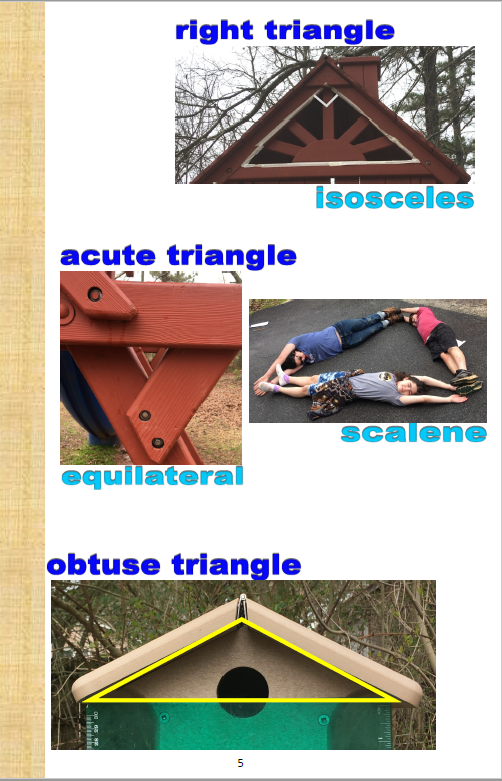 right triangle
isosceles
acute triangle
scalene
equilateral
obtuse triangle
5